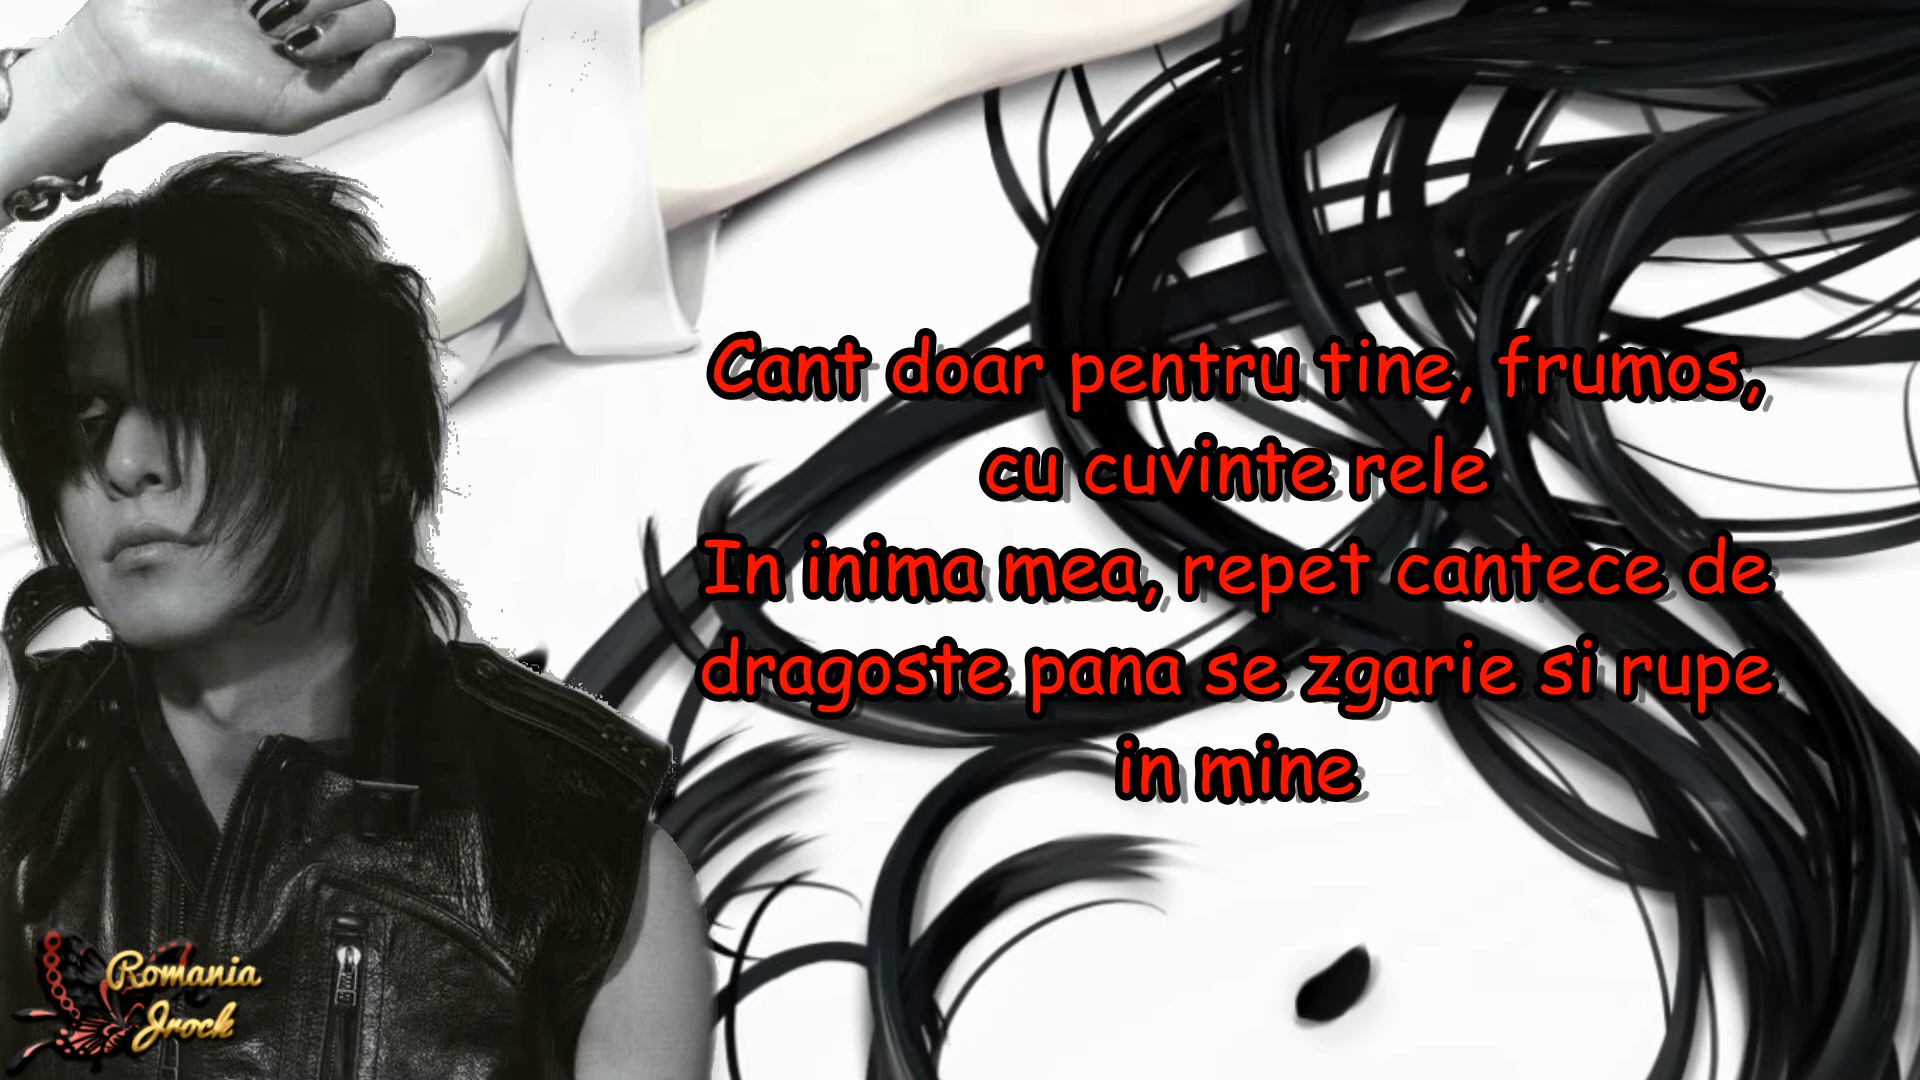 Cant doar pentru tine, frumos,
cu cuvinte rele
In inima mea, repet cantece de
dragoste pana se zgarie si rupe
in mine
Romania
Jrock